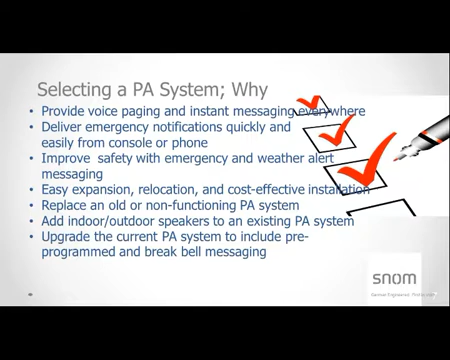 Selecting a PA System; Why
• Provide voice paging and instant messaging everywhere
• Deliver emergency notifications quickly and
easily from console or phone
• Improve safety with emergency and weather alert
messaging
• Easy expansion, relocation, and cost-effective installation
• Replace an old or non-functioning PA system
• Add indoor/outdoor speakers to an existing PA system
• Upgrade the current PA system to include pre-
programmed and break bell messaging
snom